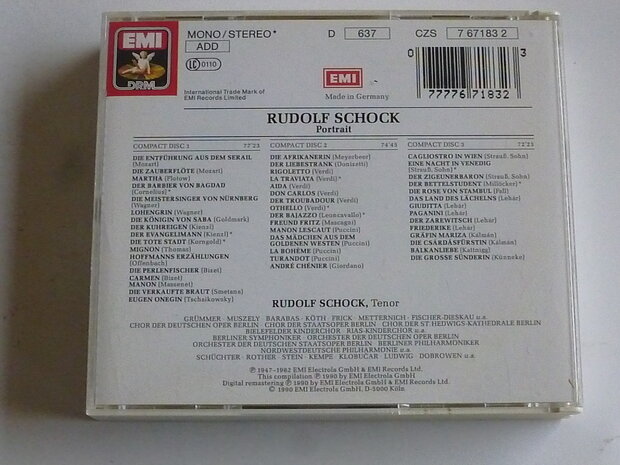 EMI
DRM
MONO/STEREO*
ADD
LC 0110
International Trade Mark of
EMI Records Limited
D 637
CZS 7 67183 2
EMI
Made in Germany
0 77776 71832 3
RUDOLF SCHOCK
Portrait
COMPACT DISC 1 77'23
DIE ENTFÜHRUNG AUS DEM SERAIL
(Mozart)
DIE ZAUBERFLÖTE (Mozart)
MARTHA (Flotow)
DER BARBIER VON BAGDAD
(Cornelius)*
DIE MEISTERSINGER VON NÜRNBERG
(Wagner)
LOHENGRIN (Wagner)
DIE KÖNIGIN VON SABA (Goldmark)
DER KUHREIGEN (Kienzl)
DER EVANGELIMANN (Kienzl)*
DIE TOTE STADT (Korngold)*
MIGNON (Thomas)
HOFFMANNS ERZÄHLUNGEN
(Offenbach)
DIE PERLENFISCHER (Bizet)
CARMEN (Bizet)
MANON (Massenet)
DIE VERKAUFTE BRAUT (Smetana)
EUGEN ONEGIN (Tschaikowsky)
COMPACT DISC 2 74'45
DIE AFRIKANERIN (Meyerbeer)
DER LIEBESTRANK (Donizetti)
RIGOLETTO (Verdi)
LA TRAVIATA (Verdi)*
AIDA (Verdi)
DON CARLOS (Verdi)
DER TROUBADOUR (Verdi)
OTHELLO (Verdi)*
DER BAJAZZO (Leoncavallo)*
FREUND FRITZ (Mascagni)
MANON LESCAUT (Puccini)
DAS MÄDCHEN AUS DEM
GOLDENEN WESTEN (Puccini)
LA BOHÈME (Puccini)
TURANDOT (Puccini)
ANDRÉ CHÉNIER (Giordano)
COMPACT DISC 3 72'23
CAGLIOSTRO IN WIEN (Strauß, Sohn)
EINE NACHT IN VENEDIG
(Strauß, Sohn)*
DER ZIGEUNERBARON (Strauß, Sohn)
DER BETTELSTUDENT (Millöcker)*
DIE ROSE VON STAMBUL (Fall)
DAS LAND DES LÄCHELNS (Lehár)
GIUDITTA (Lehár)
PAGANINI (Lehár)
DER ZAREWITSCH (Lehár)
FRIEDERIKE (Lehár)
GRÄFIN MARIZA (Kálmán)
DIE CSÁRDÁSFÜRSTIN (Kálmán)
BALKANLIEBE (Kattnigg)
DIE GROSSE SÜNDERIN (Künneke)
RUDOLF SCHOCK, Tenor
GRÜMMER · MUSZELY · BARABAS · KÖTH · FRICK · METTERNICH · FISCHER-DIESKAU u.a.
CHOR DER DEUTSCHEN OPER BERLIN · CHOR DER STAATSOPER BERLIN · CHOR DER ST. HEDWIGS-KATHEDRALE BERLIN
BIELEFELDER KINDERCHOR · RIAS-KINDERCHOR u.a.
BERLINER SYMPHONIKER · ORCHESTER DER DEUTSCHEN OPER BERLIN
ORCHESTER DER DEUTSCHEN STAATSOPER BERLIN · BERLINER PHILHARMONIKER
NORDWESTDEUTSCHE PHILHARMONIE u.a.
SCHÜCHTER · ROTHER · STEIN · KEMPE · KLOBUČAR · LUDWIG · DOBROWEN u.a.
℗ 1947-1962 EMI Electrola GmbH & EMI Records Ltd.
This compilation ℗ 1990 by EMI Electrola GmbH
Digital remastering ℗ 1990 by EMI Electrola GmbH & EMI Records Ltd.
© 1990 EMI Electrola GmbH, D-5000 Köln